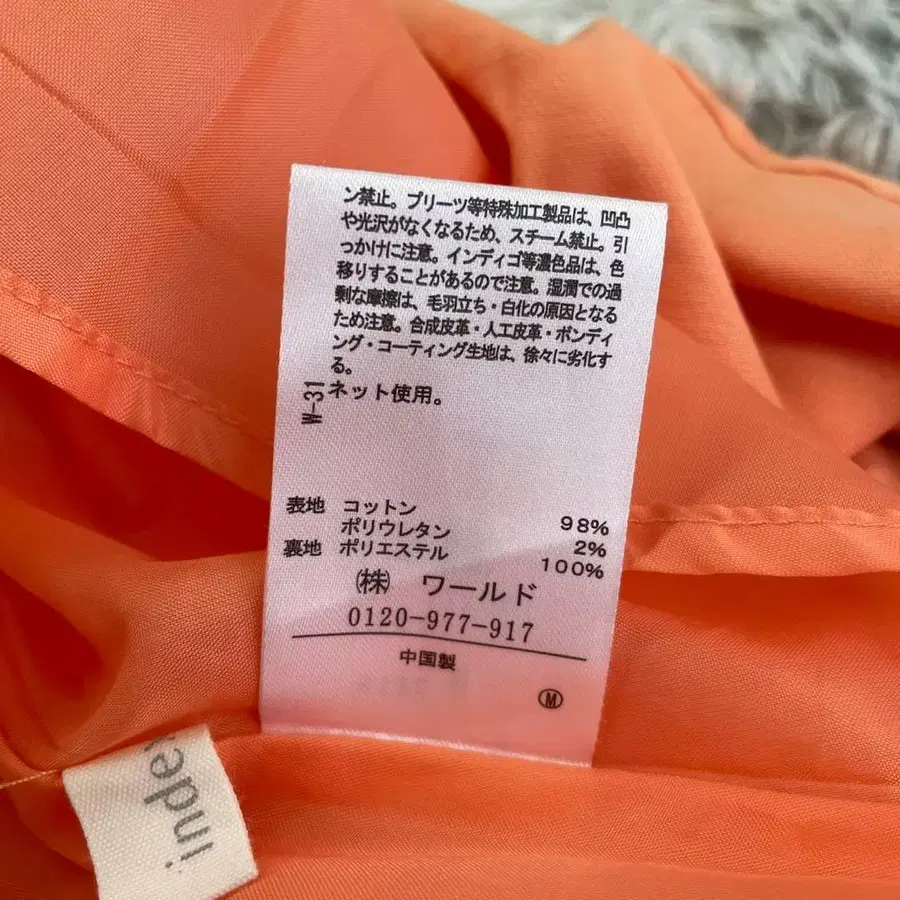 ン禁止。プリーツ等特殊加工製品は、凹凸
や光沢がなくなるため、スチーム禁止。引
っかけに注意。インディゴ等濃色品は、色
移りすることがあるので注意。湿潤での過
剰な摩擦は、毛羽立ち・白化の原因となる
ため注意。合成皮革・人工皮革・ボンディ
ング・コーティング生地は、徐々に劣化す
る。
W-31
ネット使用。
表地 コットン 98%
ポリウレタン 2%
裏地 ポリエステル 100%
㈱ ワールド
0120-977-917
中国製
Ⓜ
inde